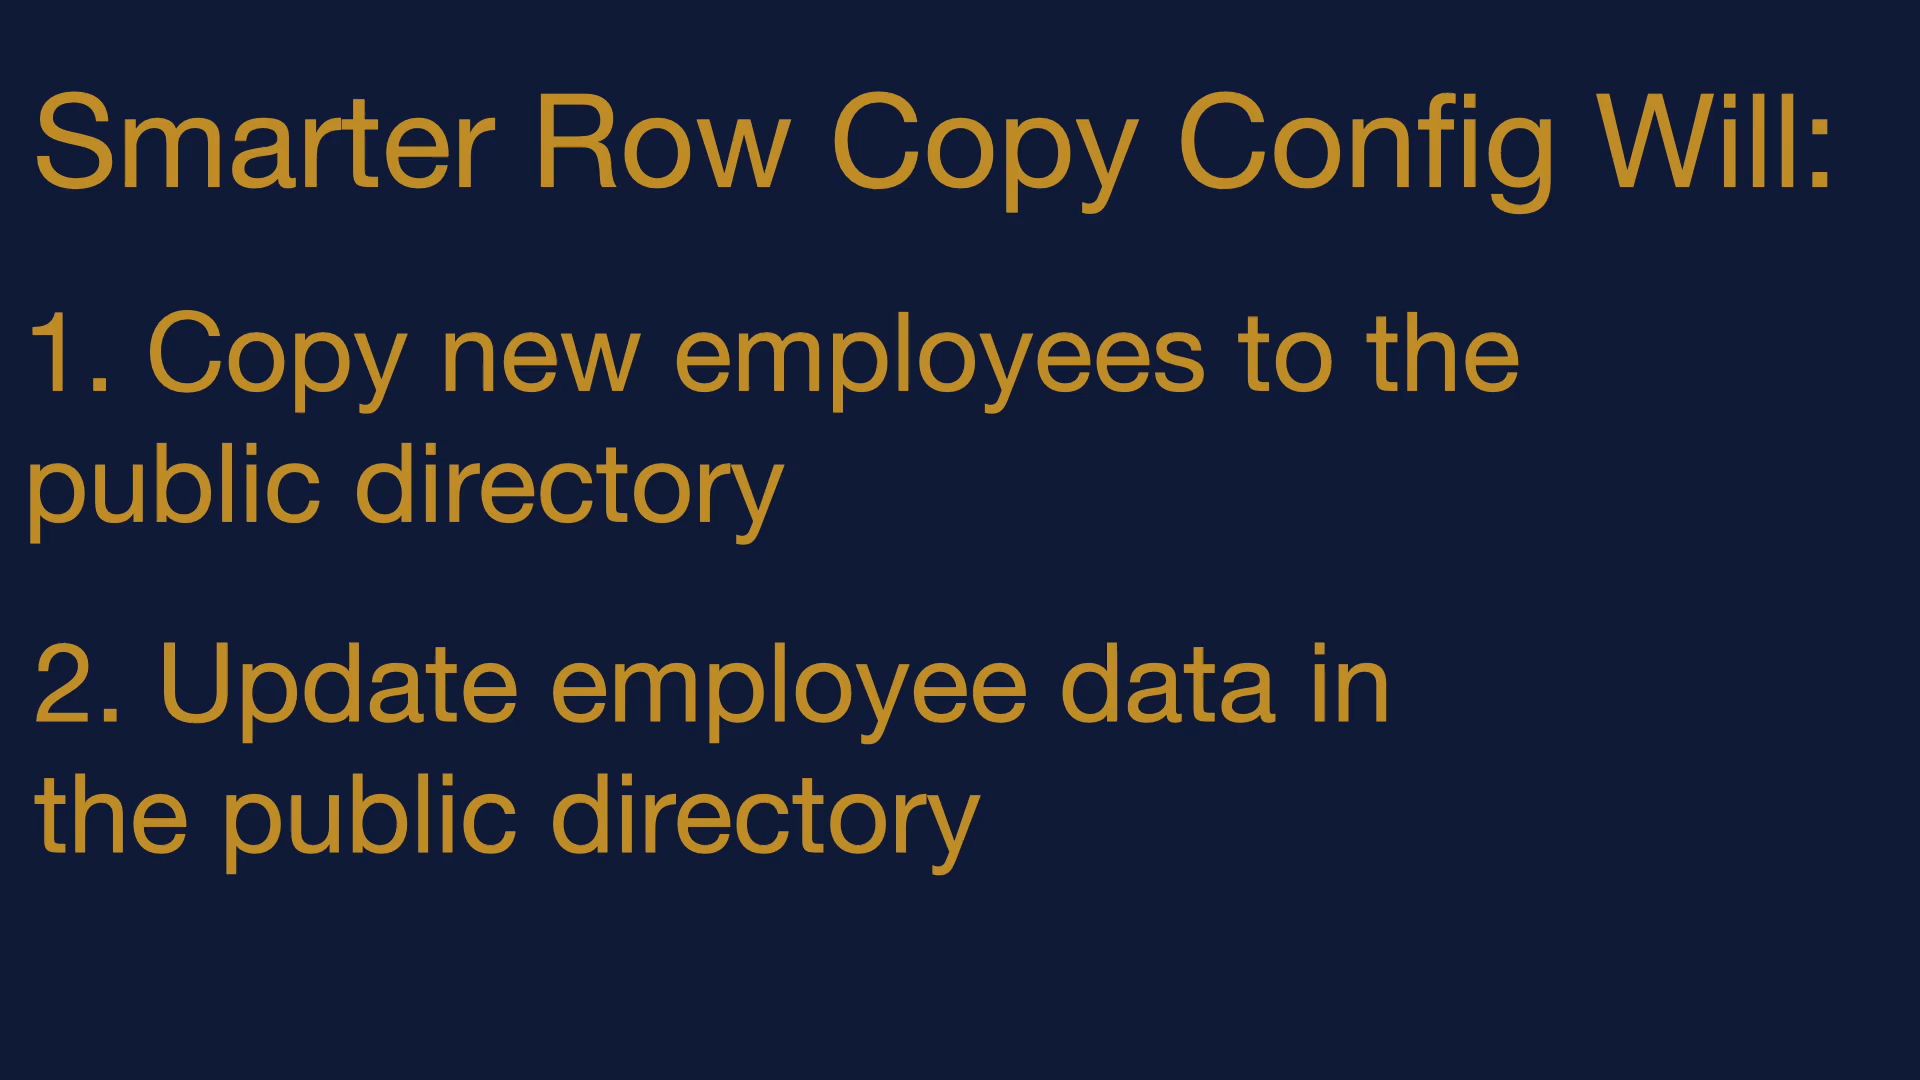 Smarter Row Copy Config Will:
1. Copy new employees to the
public directory
2. Update employee data in
the public directory